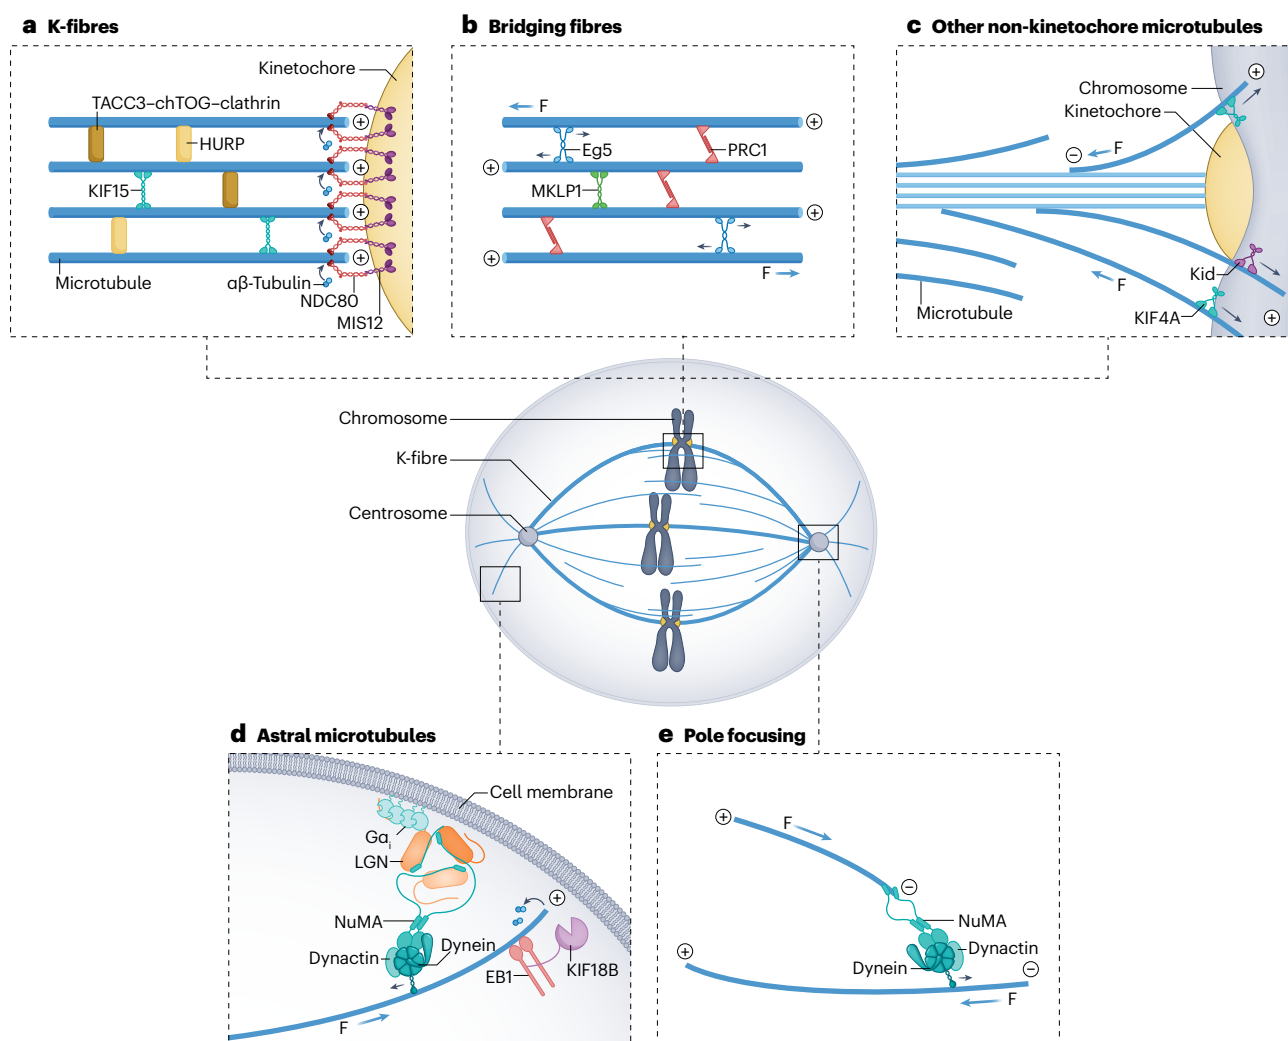 a K-fibres
Kinetochore
TACC3–chTOG–clathrin
+
HURP
+
KIF15
+
+
Microtubule
αβ-Tubulin
NDC80
MIS12
b Bridging fibres
F
+
Eg5
PRC1
+
MKLP1
+
+
F
c Other non-kinetochore microtubules
+
Chromosome
Kinetochore
− F
Kid
F
Microtubule
KIF4A
+
Chromosome
K-fibre
Centrosome
d Astral microtubules
Cell membrane
Gαi
LGN
+
NuMA
Dynein
Dynactin
EB1
KIF18B
F
e Pole focusing
+
F
−
NuMA
+
Dynactin
Dynein
−
F